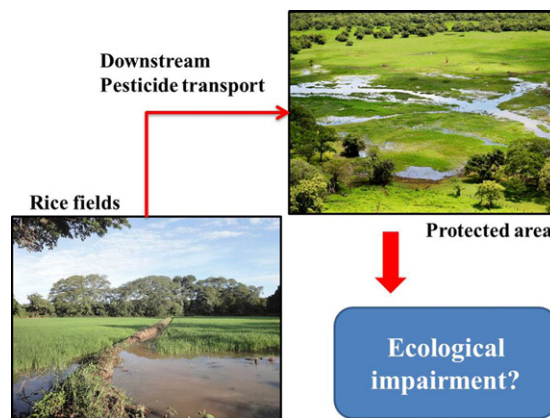 Downstream
Pesticide transport
Rice fields
Protected area
Ecological
impairment?